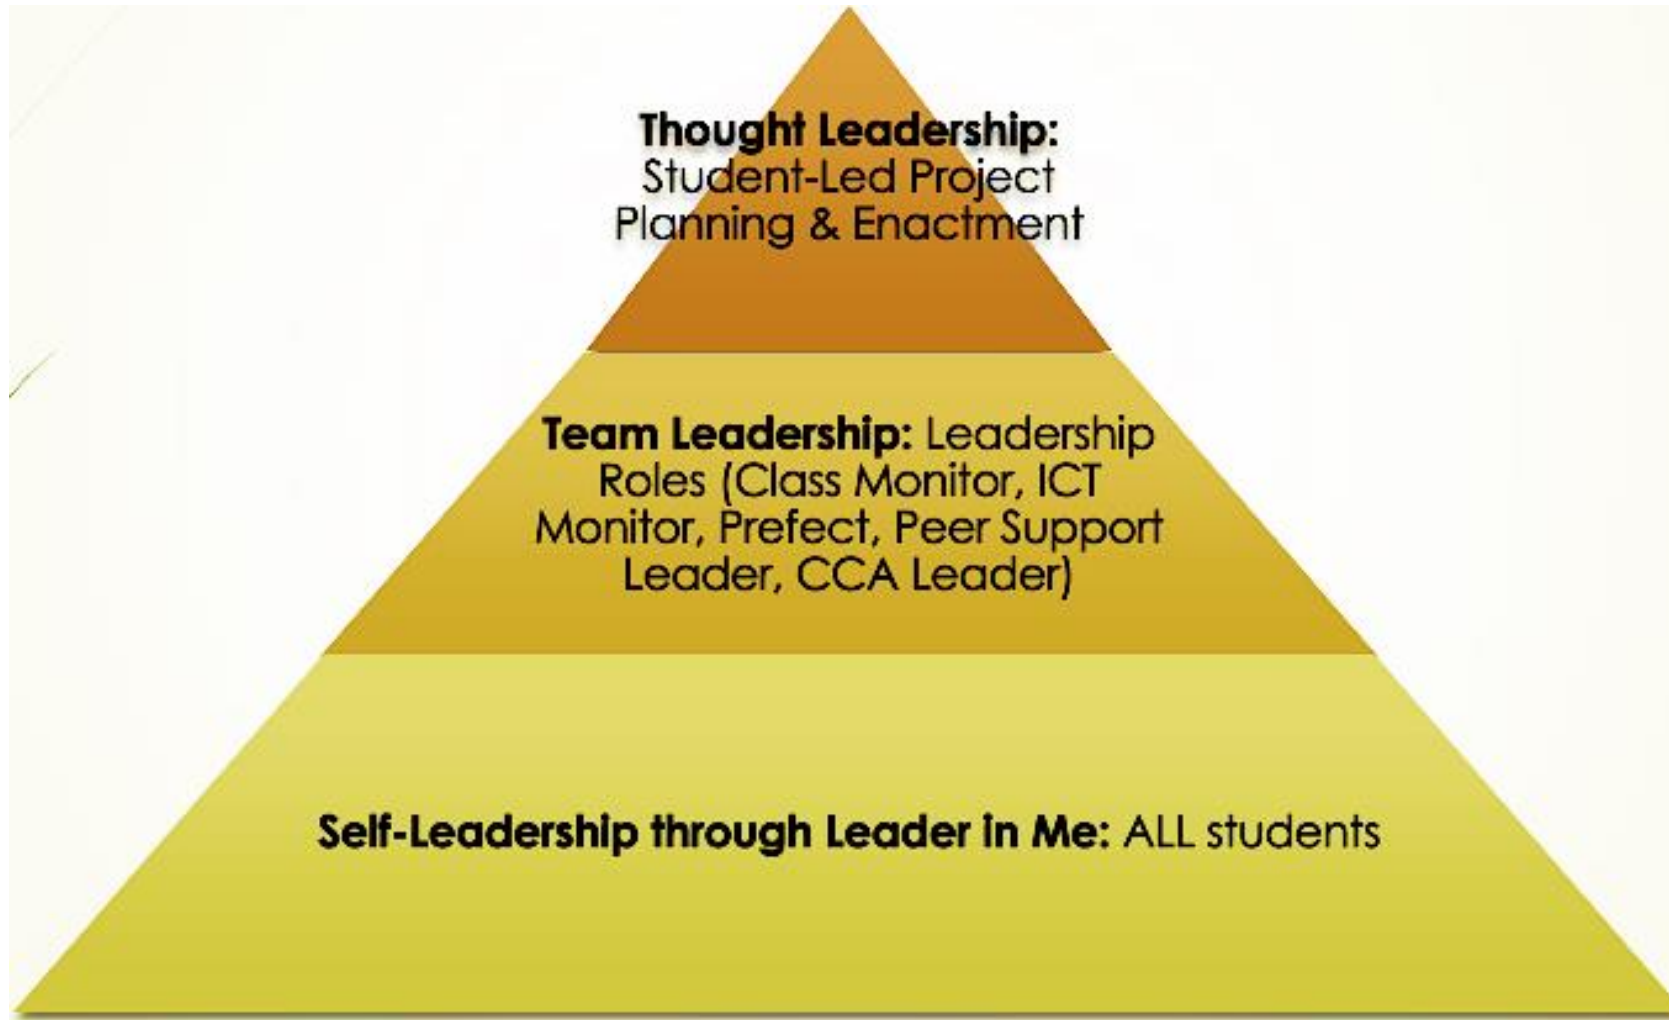 Thought Leadership:
Student-Led Project
Planning & Enactment
Team Leadership: Leadership
Roles (Class Monitor, ICT
Monitor, Prefect, Peer Support
Leader, CCA Leader)
Self-Leadership through Leader in Me: ALL students